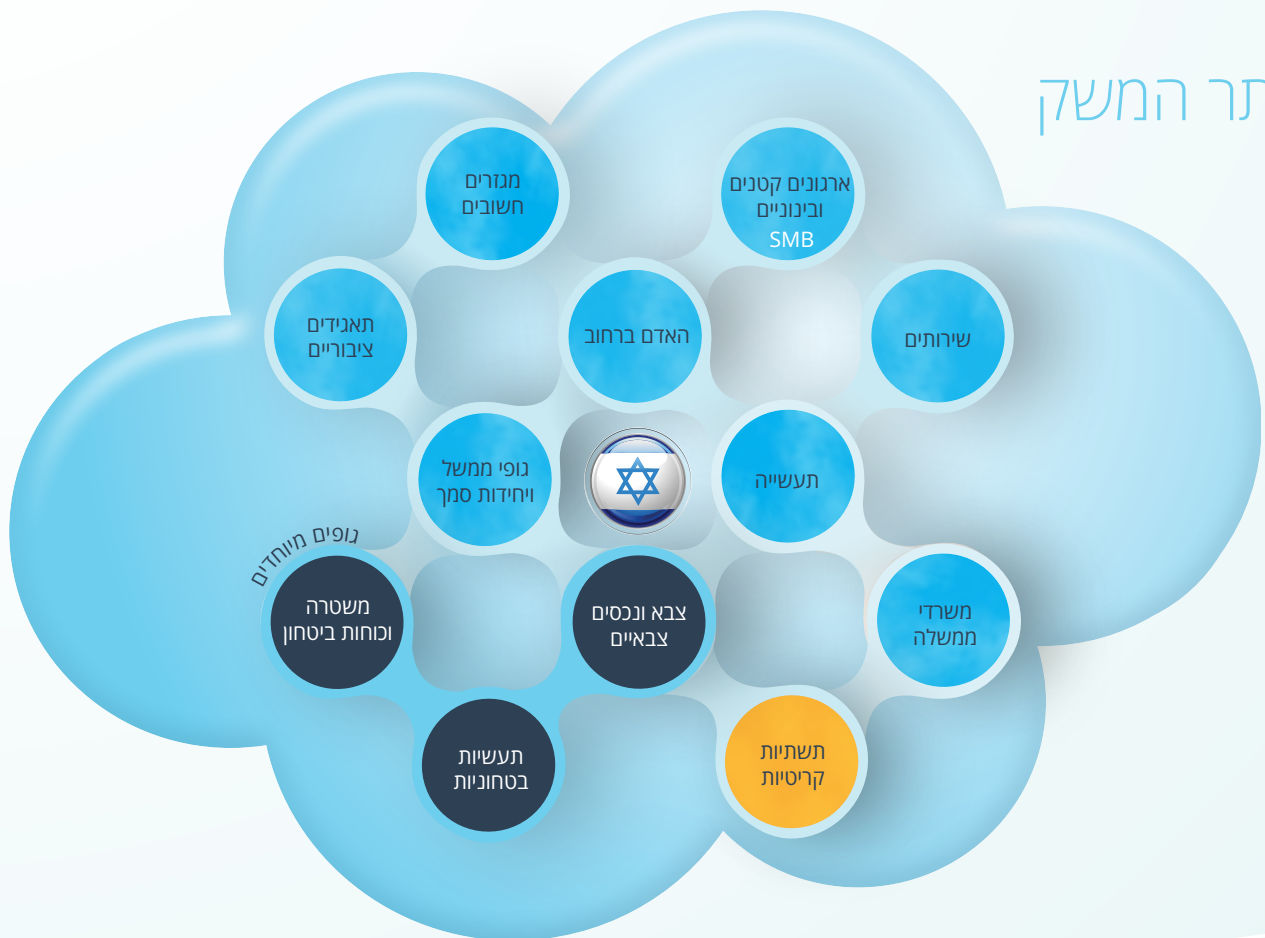 תר המשק
מגזרים
חשובים
ארגונים קטנים
ובינוניים
SMB
תאגידים
ציבוריים
האדם ברחוב
שירותים
גופי ממשל
ויחידות סמך
תעשייה
גופים מיוחדים
משטרה
וכוחות ביטחון
צבא ונכסים
צבאיים
משרדי
ממשלה
תעשיות
בטחוניות
תשתיות
קריטיות